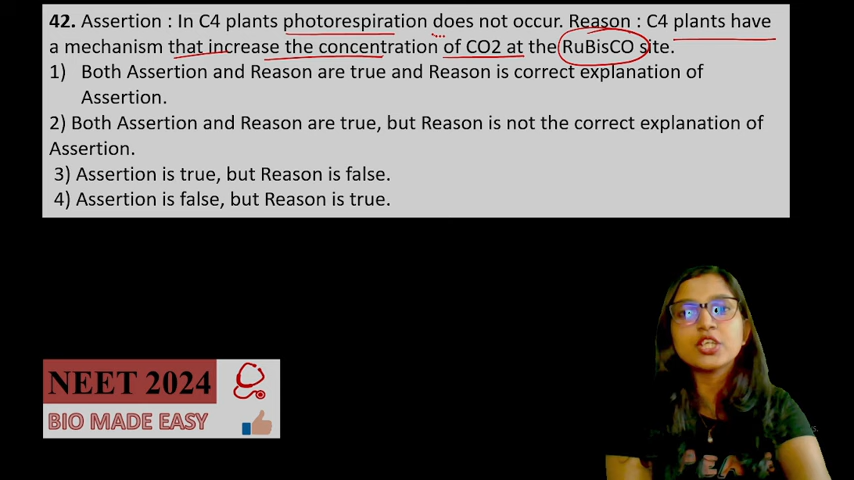 42. Assertion : In C4 plants photorespiration does not occur. Reason : C4 plants have
a mechanism that increase the concentration of CO2 at the RuBisCO site.
1) Both Assertion and Reason are true and Reason is correct explanation of
Assertion.
2) Both Assertion and Reason are true, but Reason is not the correct explanation of
Assertion.
3) Assertion is true, but Reason is false.
4) Assertion is false, but Reason is true.
NEET 2024
BIO MADE EASY